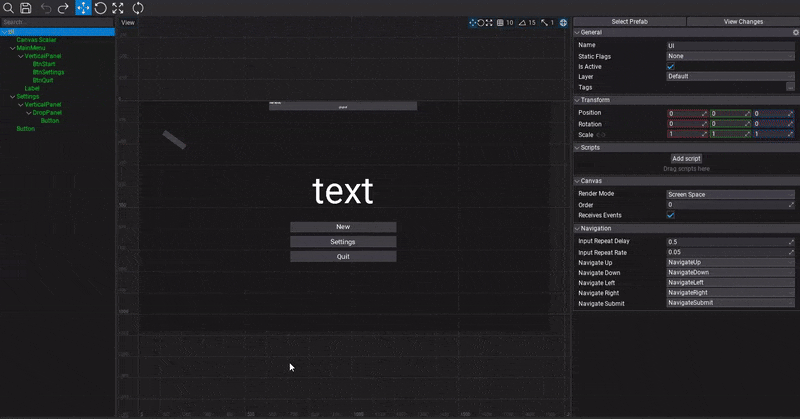 Search...
Canvas Scalar
MainMenu
VerticalPanel
BtnStart
BtnSettings
BtnQuit
Label
Settings
VerticalPanel
DropPanel
Button
Button
View
10
15
1
text
New
Settings
Quit
Select Prefab
View Changes
General
Name
Ui
Static Flags
None
Is Active
Layer
Default
Tags
...
Transform
Position
0
0
0
Rotation
0
0
0
Scale
1
1
1
Scripts
Add script
Drag scripts here
Canvas
Render Mode
Screen Space
Order
0
Receives Events
Navigation
Input Repeat Delay
0.5
Input Repeat Rate
0.05
Navigate Up
NavigateUp
Navigate Down
NavigateDown
Navigate Left
NavigateLeft
Navigate Right
NavigateRight
Navigate Submit
NavigateSubmit